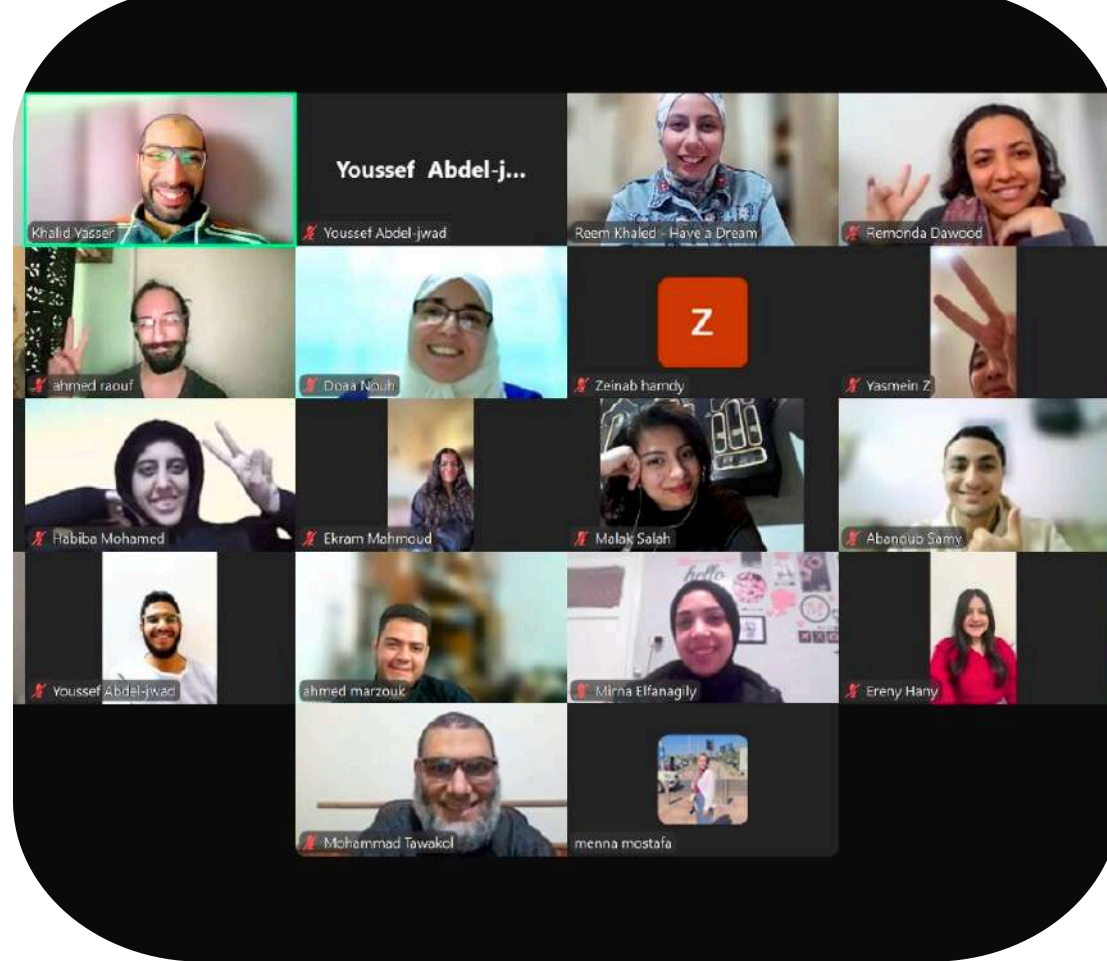 Khalid Yasser
Youssef Abdel-j...
Youssef Abdel-jwad
Reem Khaled - Have a Dream
Remonda Dawood
ahmed raouf
Doaa Nouh
Z
Zeinab hamdy
Yasmein Z
Habiba Mohamed
Ekram Mahmoud
Malak Salah
Abanoub Samy
Youssef Abdel-jwad
ahmed marzouk
hello
Mirna Elfanagily
Ereny Hany
Mohammad Tawakol
menna mostafa